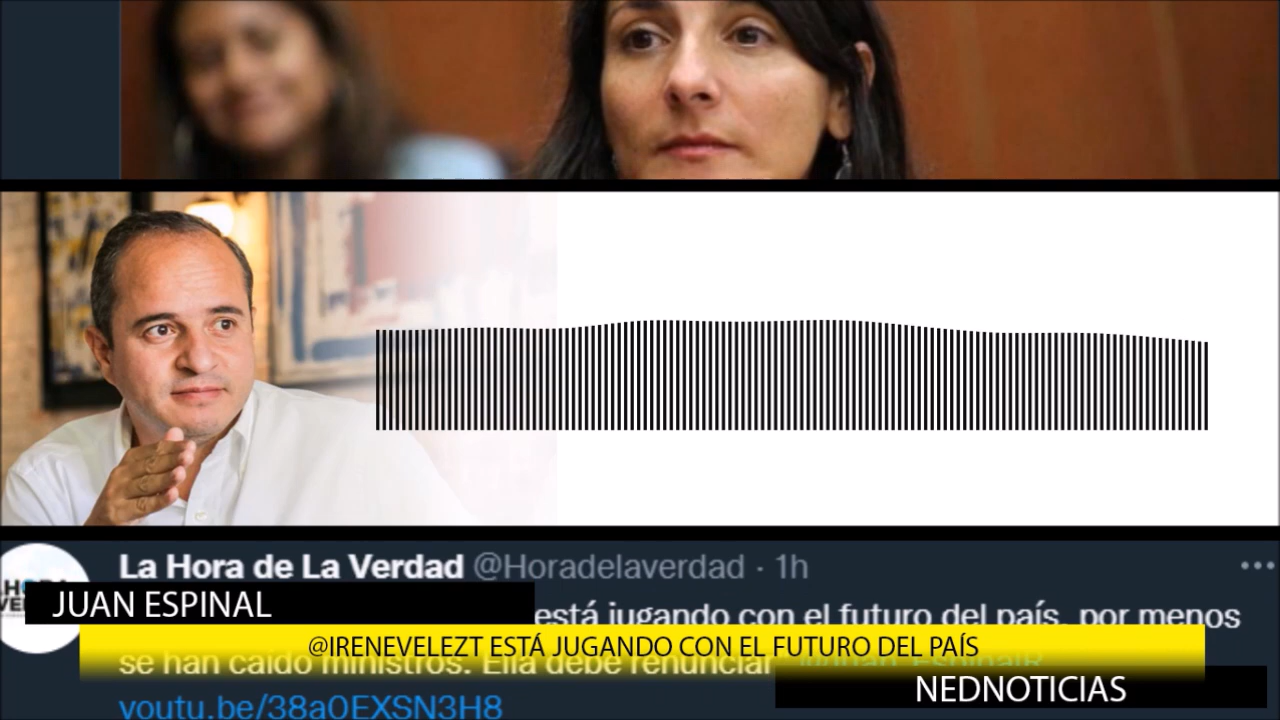 La Hora de La Verdad @Horadelaverdad · 1h
JUAN ESPINAL
está jugando con el futuro del país, por menos
@IRENEVELEZT ESTÁ JUGANDO CON EL FUTURO DEL PAÍS
se han caído ministros. Ella debe renunciar
NEDNOTICIAS
youtu.be/38a0EXSN3H8